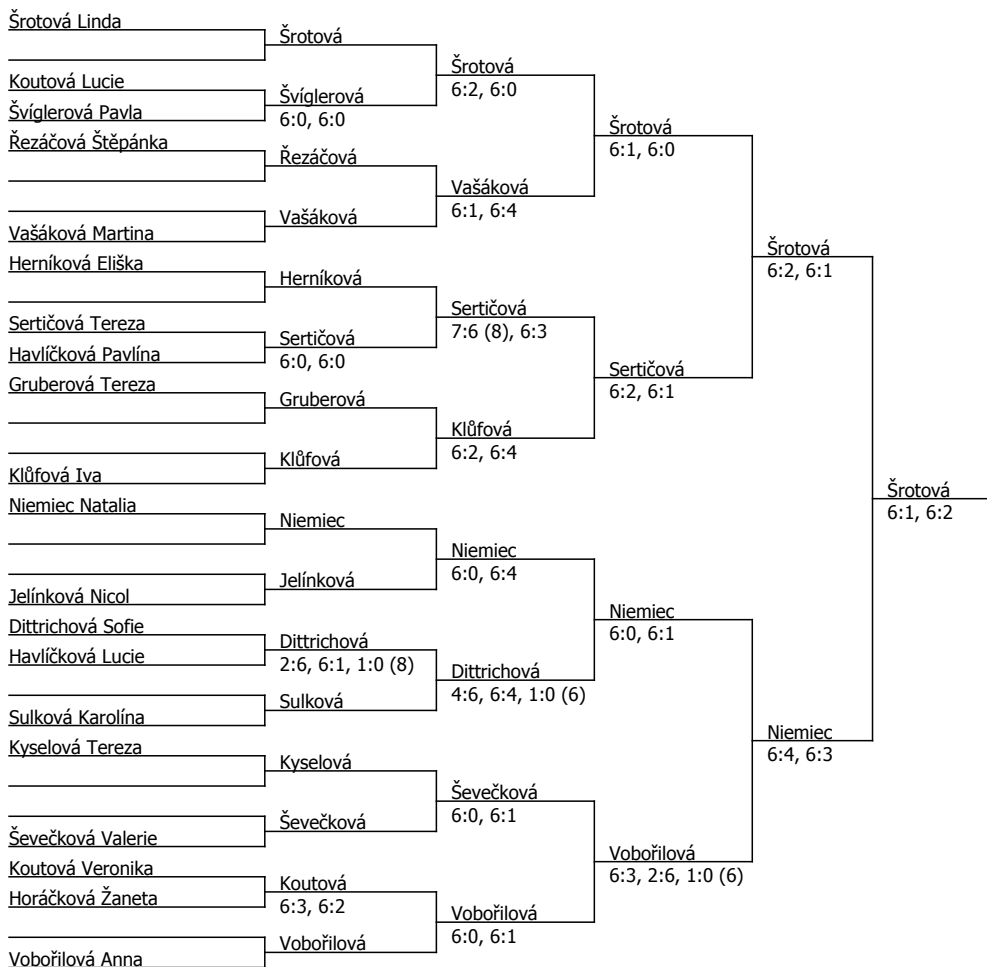 Šrotová Linda
Koutová Lucie
Švíglerová Pavla
Řezáčová Štěpánka
Vašáková Martina
Herníková Eliška
Sertičová Tereza
Havlíčková Pavlína
Gruberová Tereza
Klůfová Iva
Niemiec Natalia
Jelínková Nicol
Dittrichová Sofie
Havlíčková Lucie
Sulková Karolína
Kyselová Tereza
Ševečková Valerie
Koutová Veronika
Horáčková Žaneta
Vobořilová Anna
Šrotová
Švíglerová
6:0, 6:0
Řezáčová
Vašáková
Herníková
Sertičová
6:0, 6:0
Gruberová
Klůfová
Niemiec
Jelínková
Dittrichová
2:6, 6:1, 1:0 (8)
Sulková
Kyselová
Ševečková
Koutová
6:3, 6:2
Vobořilová
Šrotová
6:2, 6:0
Vašáková
6:1, 6:4
Sertičová
7:6 (8), 6:3
Klůfová
6:2, 6:4
Niemiec
6:0, 6:4
Dittrichová
4:6, 6:4, 1:0 (6)
Ševečková
6:0, 6:1
Vobořilová
6:0, 6:1
Šrotová
6:1, 6:0
Sertičová
6:2, 6:1
Niemiec
6:0, 6:1
Vobořilová
6:3, 2:6, 1:0 (6)
Šrotová
6:2, 6:1
Niemiec
6:4, 6:3
Šrotová
6:1, 6:2